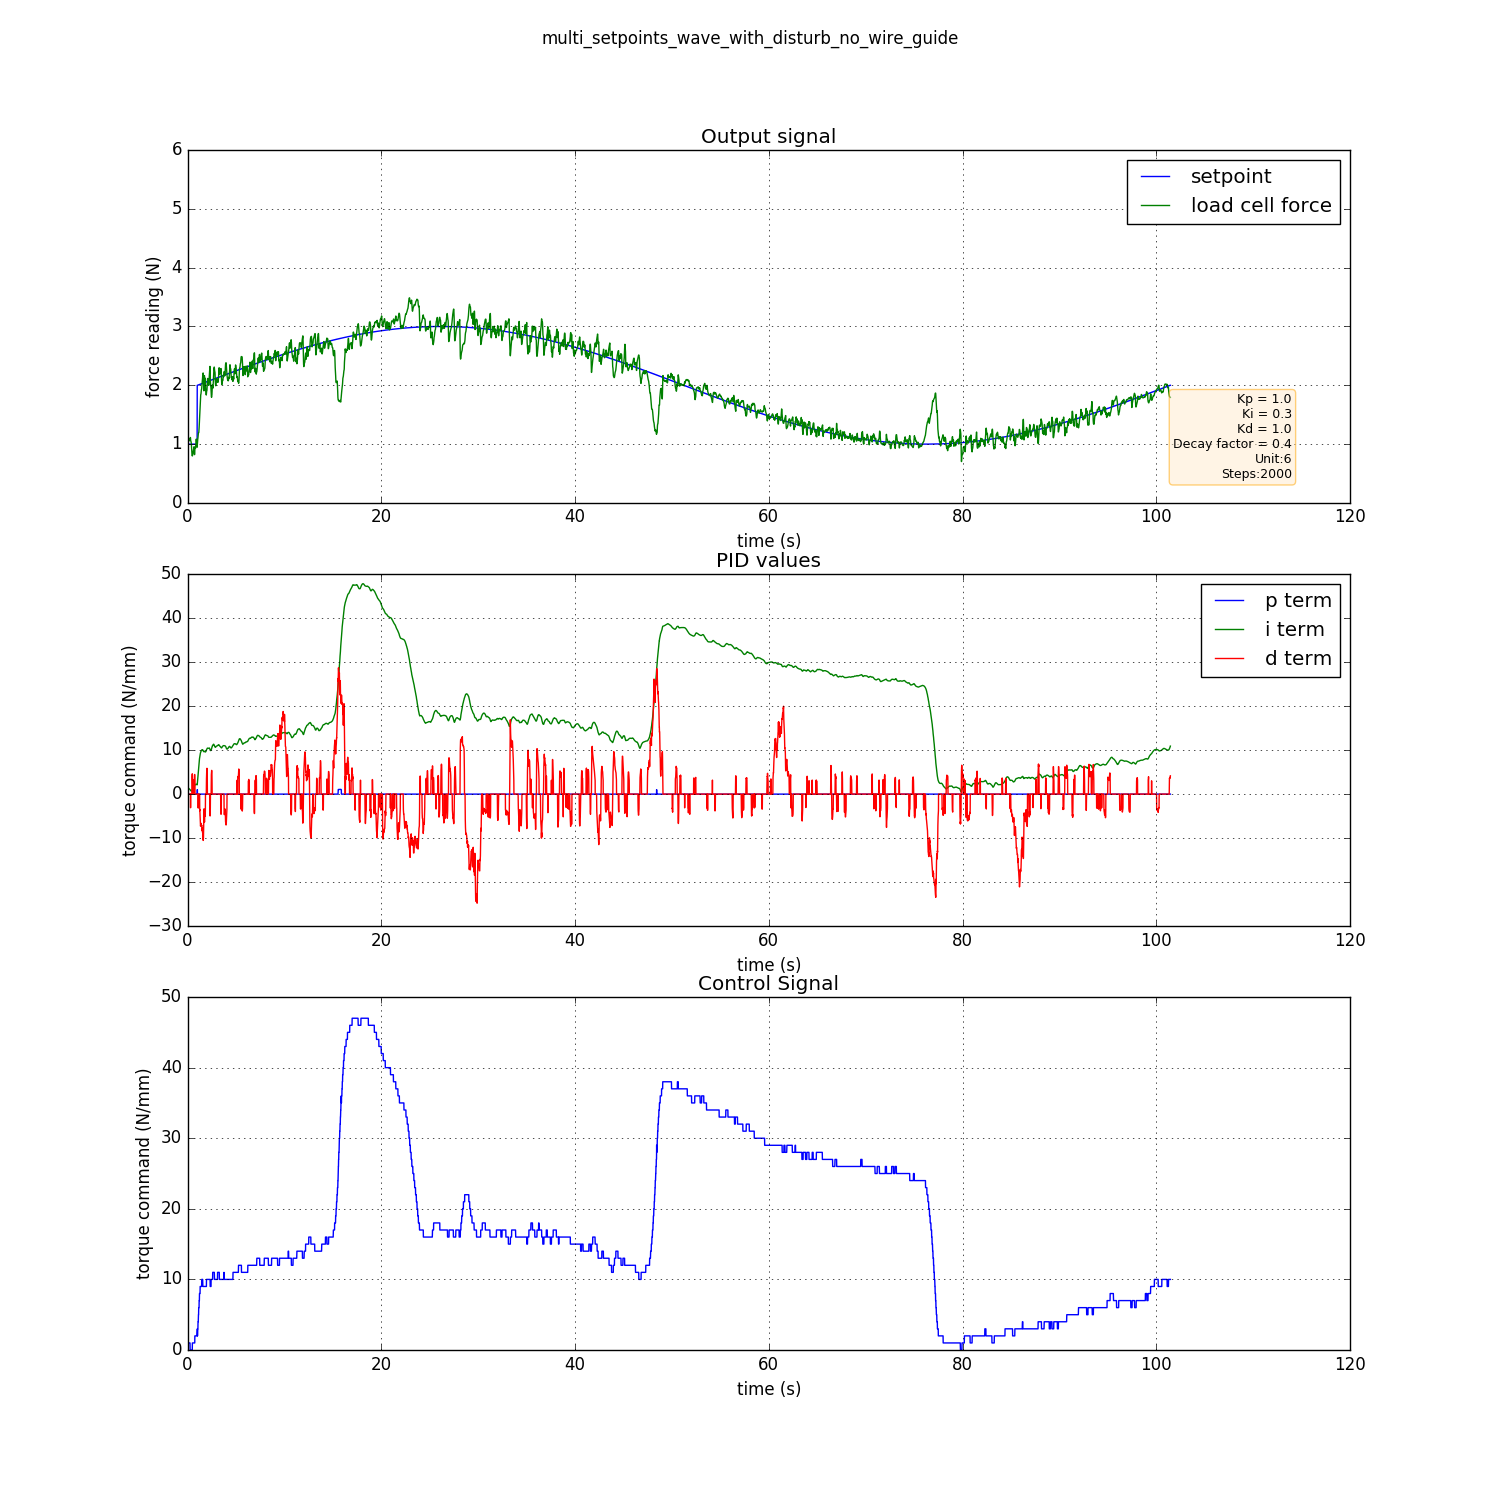 multi_setpoints_wave_with_disturb_no_wire_guide
Output signal
6
5
4
3
2
1
0
force reading (N)
setpoint
load cell force
Kp = 1.0
Ki = 0.3
Kd = 1.0
Decay factor = 0.4
Unit:6
Steps:2000
0 20 40 60 80 100 120
time (s)
PID values
50
40
30
20
10
0
−10
−20
−30
torque command (N/mm)
p term
i term
d term
0 20 40 60 80 100 120
time (s)
Control Signal
50
40
30
20
10
0
torque command (N/mm)
0 20 40 60 80 100 120
time (s)